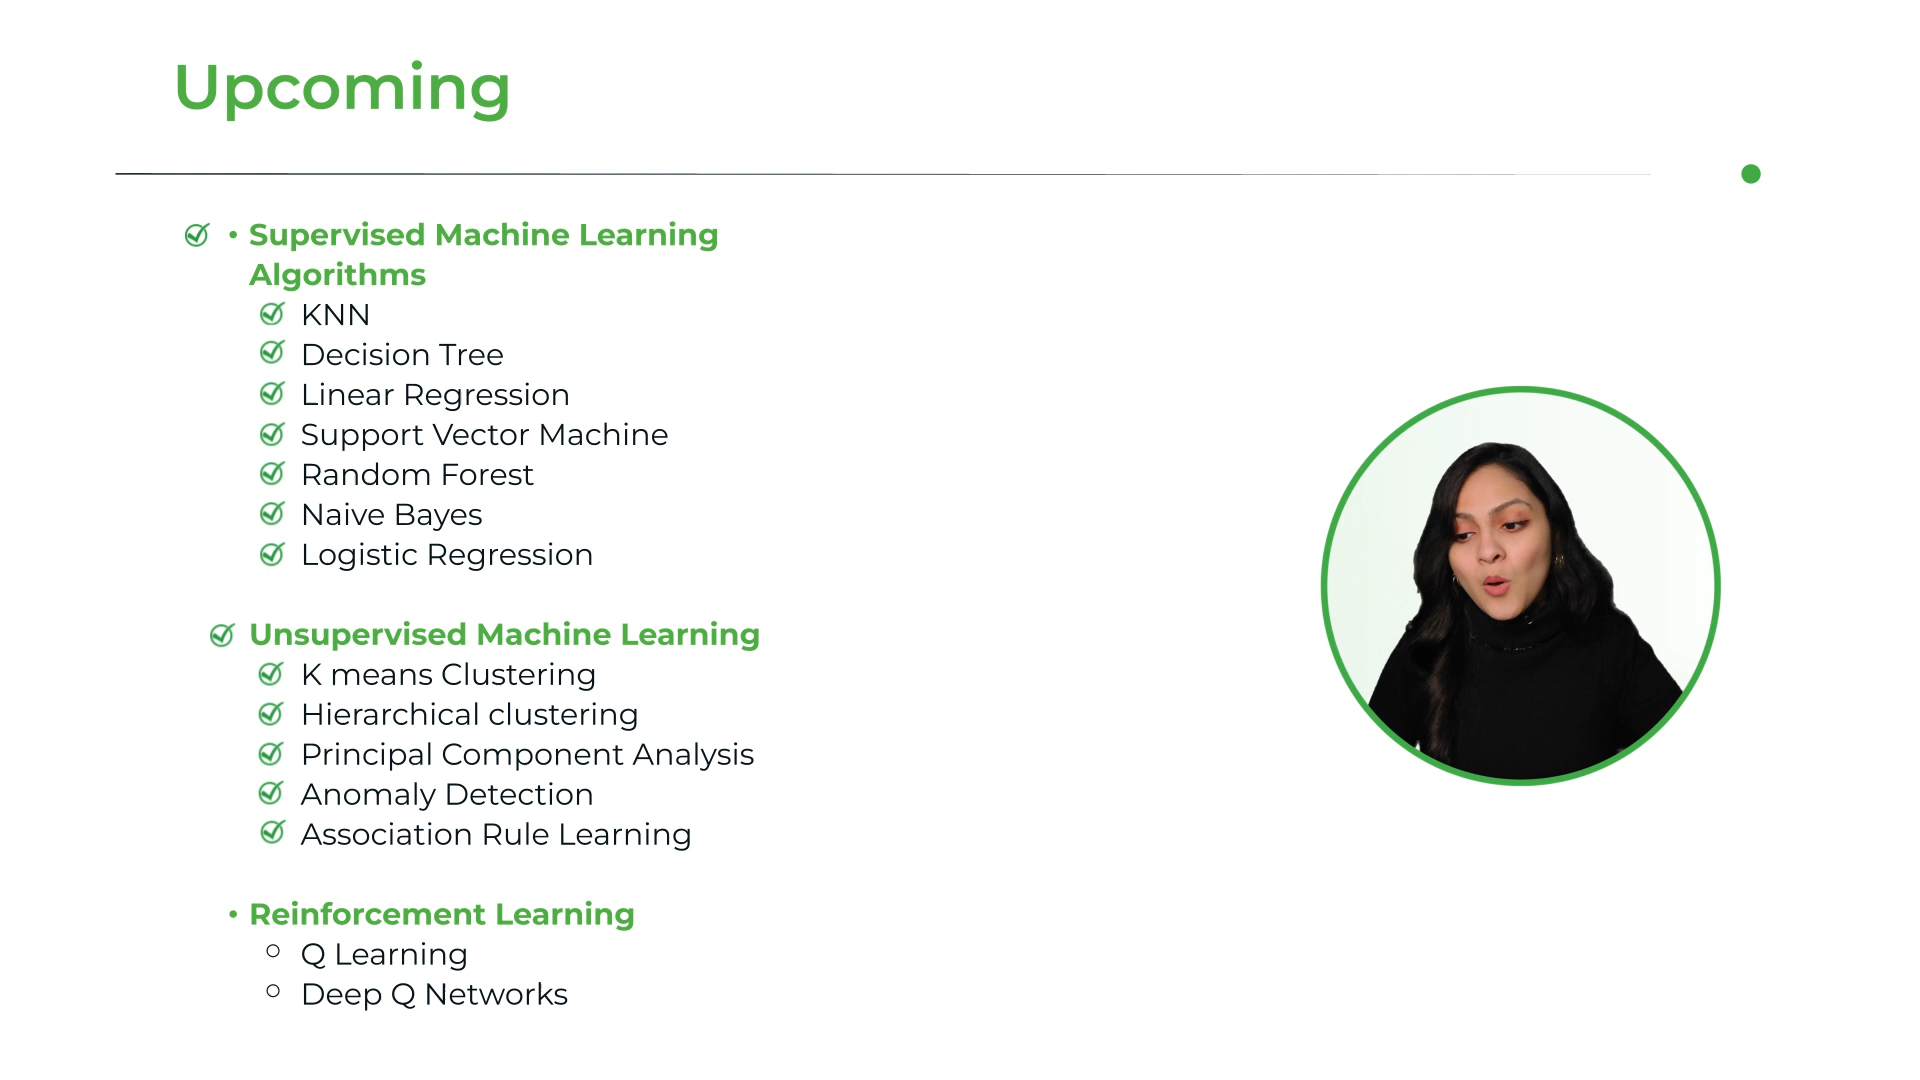 Upcoming
• Supervised Machine Learning
Algorithms
KNN
Decision Tree
Linear Regression
Support Vector Machine
Random Forest
Naive Bayes
Logistic Regression
Unsupervised Machine Learning
K means Clustering
Hierarchical clustering
Principal Component Analysis
Anomaly Detection
Association Rule Learning
• Reinforcement Learning
○ Q Learning
○ Deep Q Networks